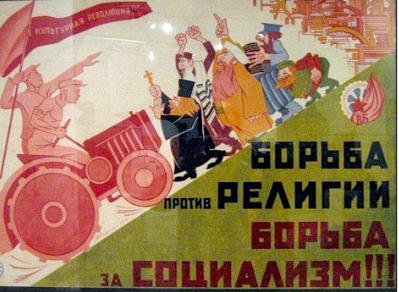 КУЛЬТУРНАЯ РЕВОЛЮЦИЯ!!!
БОРЬБА
ПРОТИВ РЕЛИГИИ
БОРЬБА
ЗА СОЦИАЛИЗМ!!!